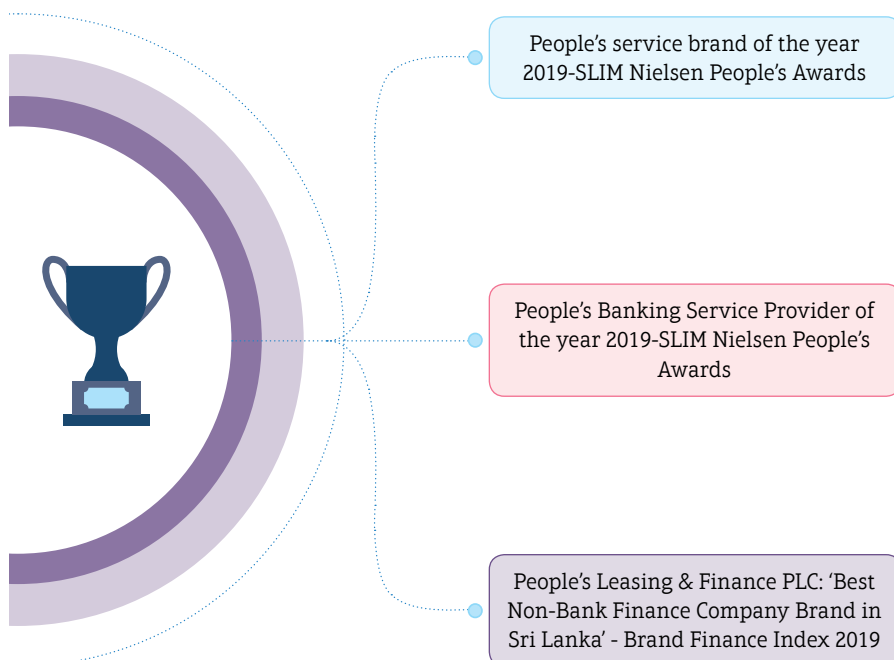 People’s service brand of the year
2019-SLIM Nielsen People’s Awards
People’s Banking Service Provider of
the year 2019-SLIM Nielsen People’s
Awards
People’s Leasing & Finance PLC: ‘Best
Non-Bank Finance Company Brand in
Sri Lanka’ - Brand Finance Index 2019